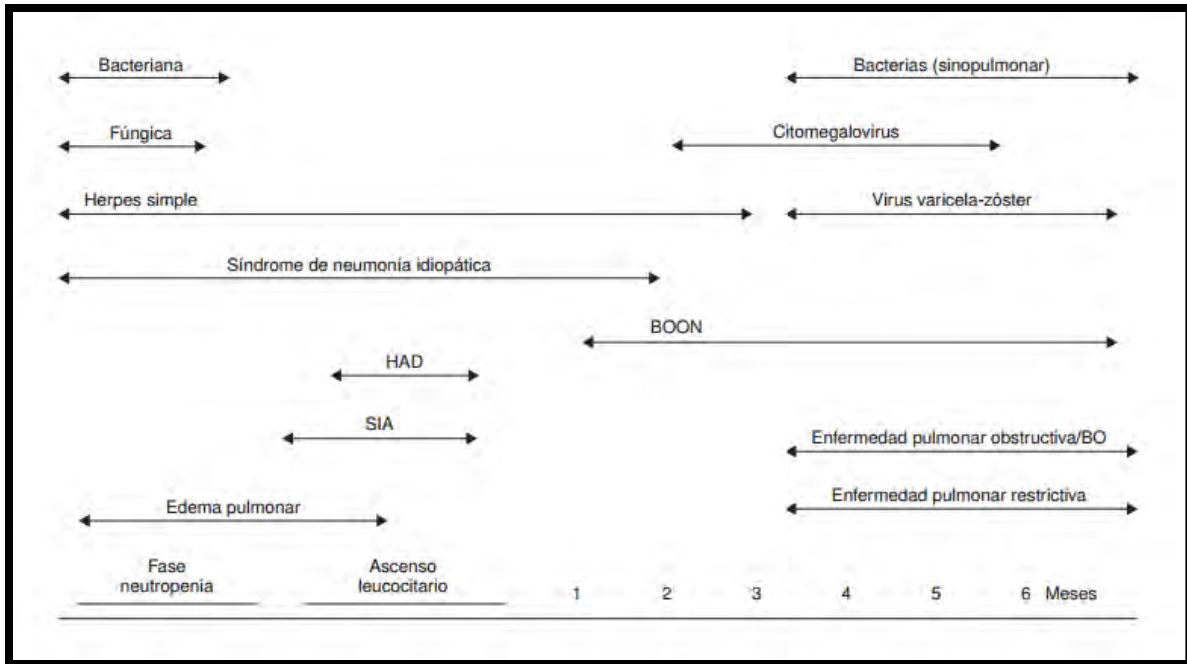 Bacteriana
Bacterias (sinopulmonar)
Fúngica
Citomegalovirus
Herpes simple
Virus varicela-zóster
Síndrome de neumonía idiopática
BOON
HAD
SIA
Enfermedad pulmonar obstructiva/BO
Enfermedad pulmonar restrictiva
Edema pulmonar
Fase
neutropenia
Ascenso
leucocitario
1 2 3 4 5 6 Meses